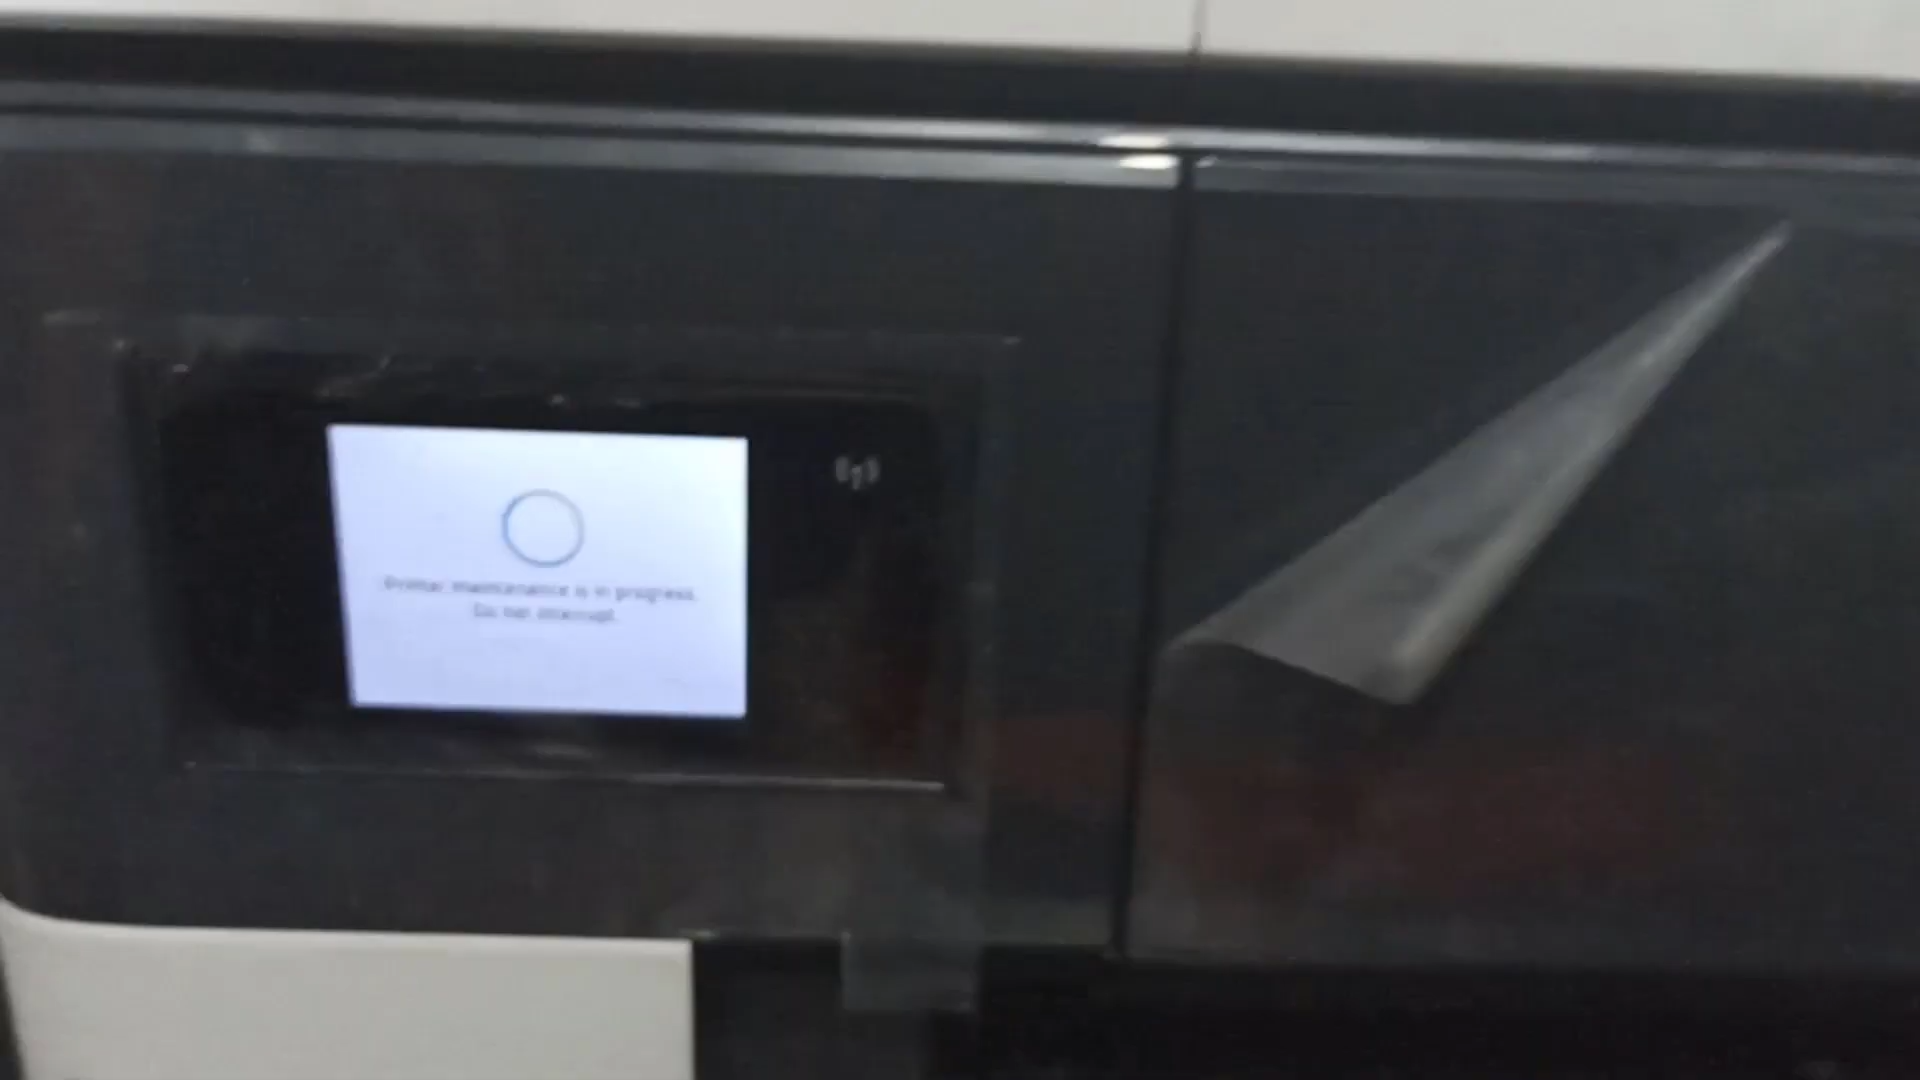 Printer maintenance is in progress.
Do not interrupt.